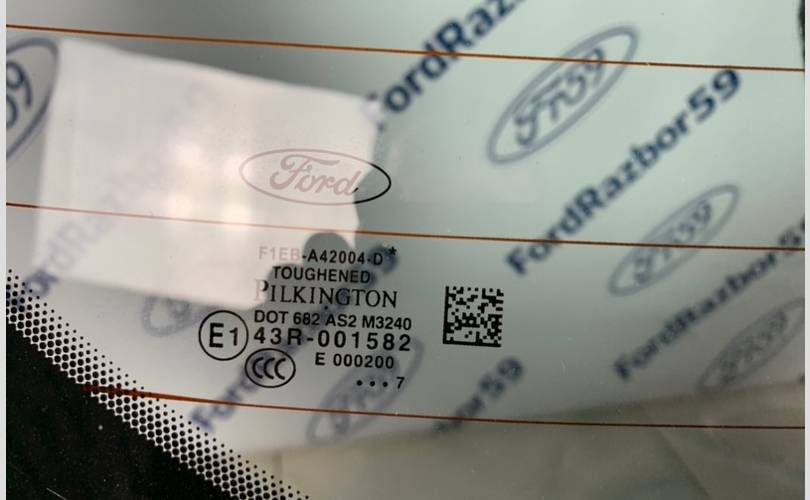 FordRazbor59
Ford
F1EB-A42004-D*
TOUGHENED
PILKINGTON
DOT 682 AS2 M3240
E1 43R-001582
CCC E 000200
...7
FordRazbor59
FordRazbor59